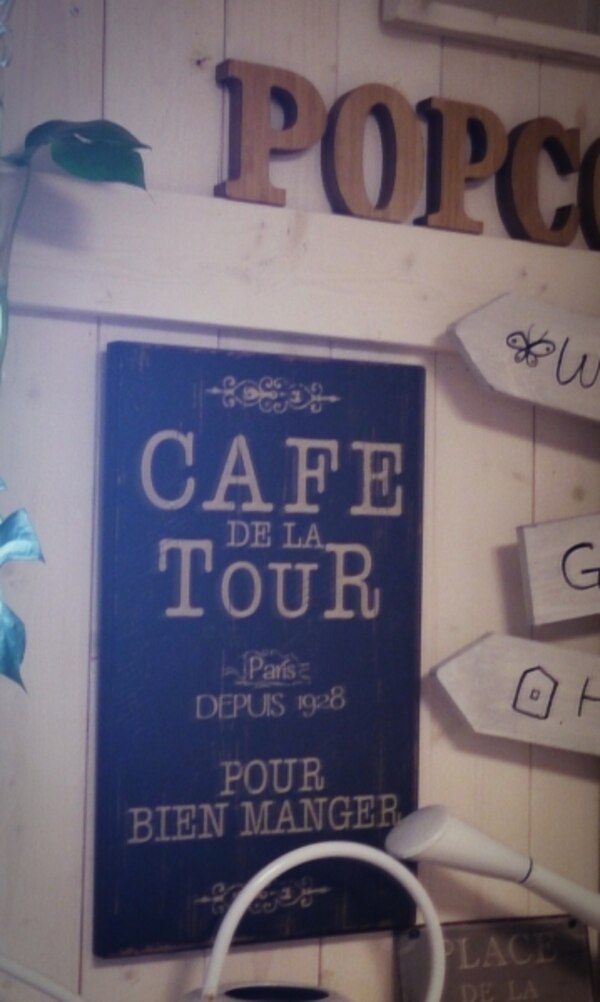 POPCO
W
CAFE
DE LA
TOUR
G
Paris
DEPUIS 1928
H
POUR
BIEN MANGER
PLACE
DE LA